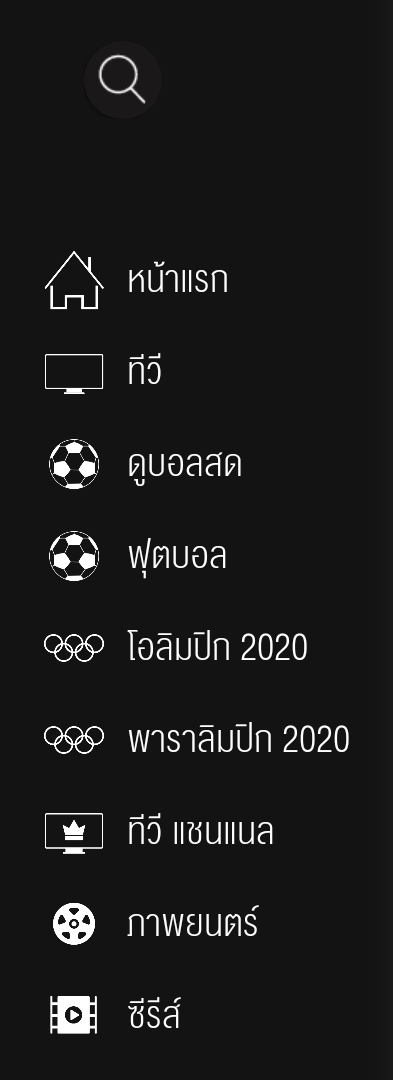 หน้าแรก
ทีวี
ดูบอลสด
ฟุตบอล
โอลิมปิก 2020
พาราลิมปิก 2020
ทีวี แชนแนล
ภาพยนตร์
ซีรีส์